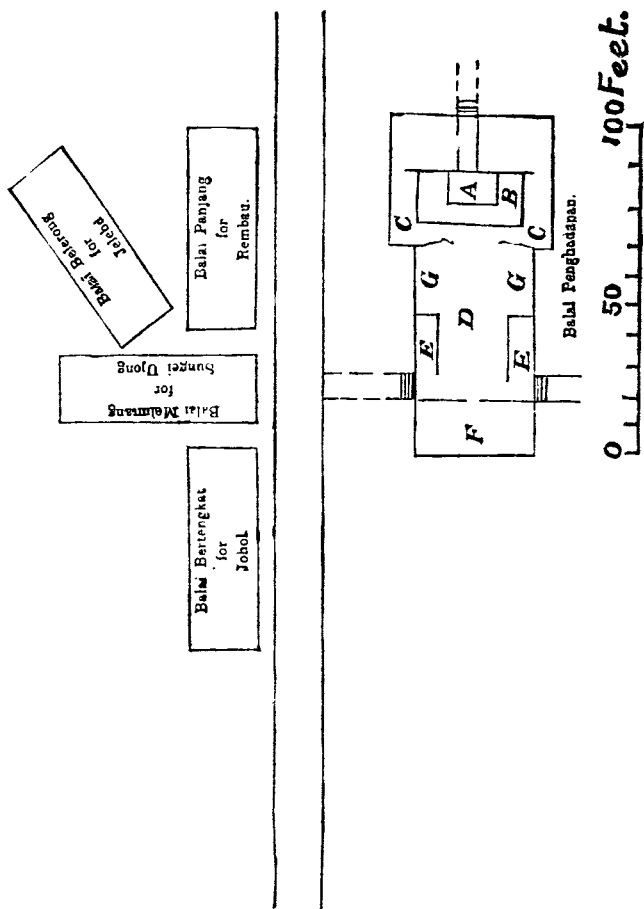 Balai Balerong
for
Jelebu
Balai Panjang
for
Rembau.
Balai Melintang
for
Sungei Ujong
Balai Bertengkat
for
Johol.
A
B
C
C
G
G
D
E
E
F
Balai Penghadapan.
0
50
100 Feet.